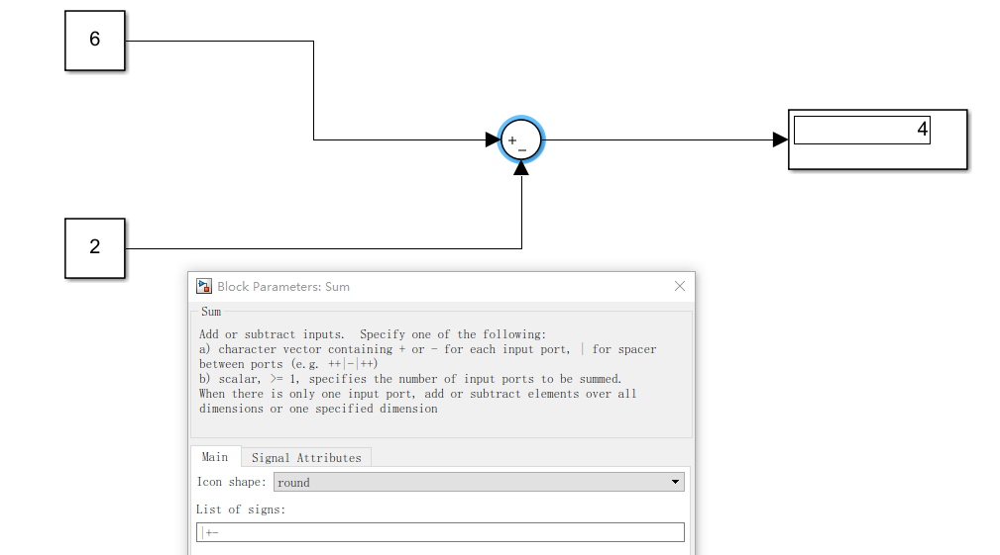 6
+
-
4
2
Block Parameters: Sum
Sum
Add or subtract inputs.  Specify one of the following:
a) character vector containing + or - for each input port, | for spacer
between ports (e.g. ++|-|++)
b) scalar, >= 1, specifies the number of input ports to be summed.
When there is only one input port, add or subtract elements over all
dimensions or one specified dimension
Main
Signal Attributes
Icon shape: round
List of signs:
|+-